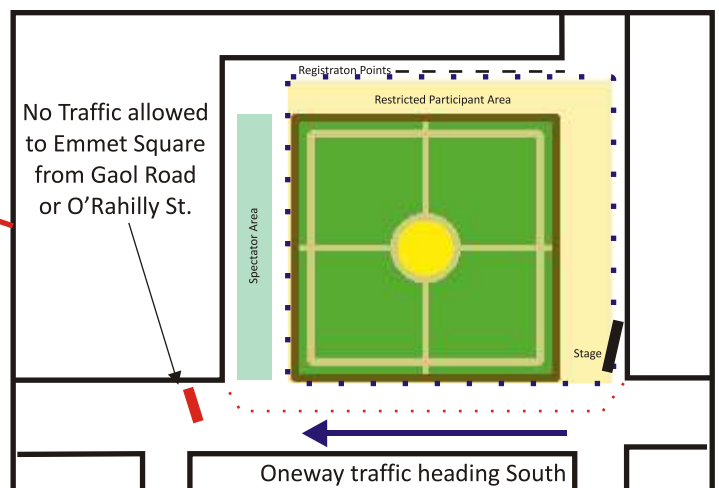 Registraton Points
Restricted Participant Area
No Traffic allowed
to Emmet Square
from Gaol Road
or O’Rahilly St.
Spectator Area
Stage
Oneway traffic heading South